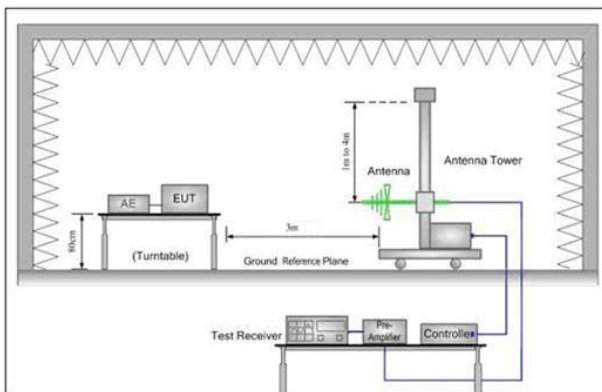 1m to 4m
Antenna
Antenna Tower
AE
EUT
80cm
(Turntable)
3m
Ground Reference Plane
Test Receiver
Pre-
Amplifier
Controller